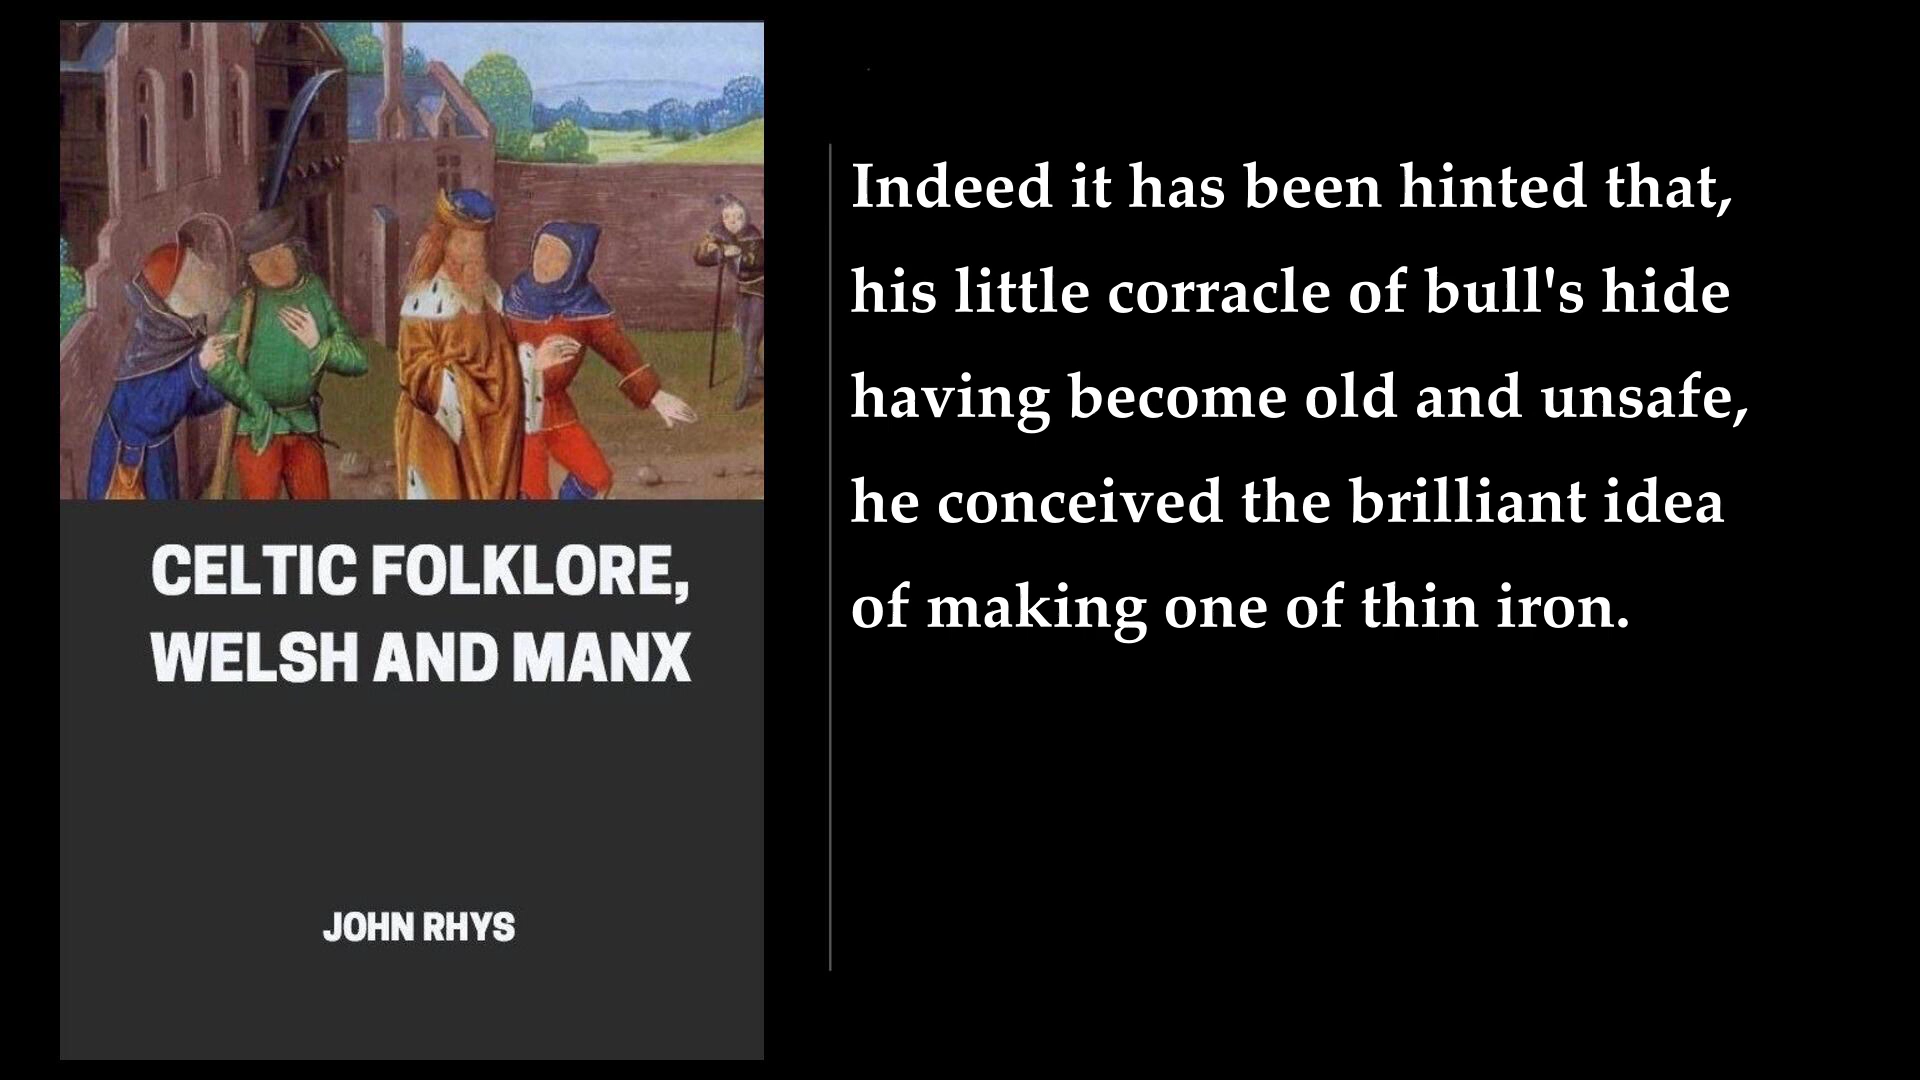 CELTIC FOLKLORE,
WELSH AND MANX
JOHN RHYS
Indeed it has been hinted that,
his little corracle of bull's hide
having become old and unsafe,
he conceived the brilliant idea
of making one of thin iron.